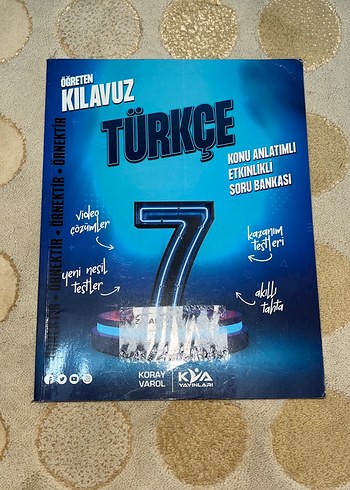 ÖĞRETEN
KILAVUZ
TÜRKÇE
KONU ANLATIMLI
ETKİNLİKLİ
SORU BANKASI
7
video
çözümler
kazanım
testleri
yeni nesil
testler
akıllı
tahta
KORAY
VAROL
KVA
YAYINLARI
ÖRNEKTİR • ÖRNEKTİR • ÖRNEKTİR • ÖRNEKTİR